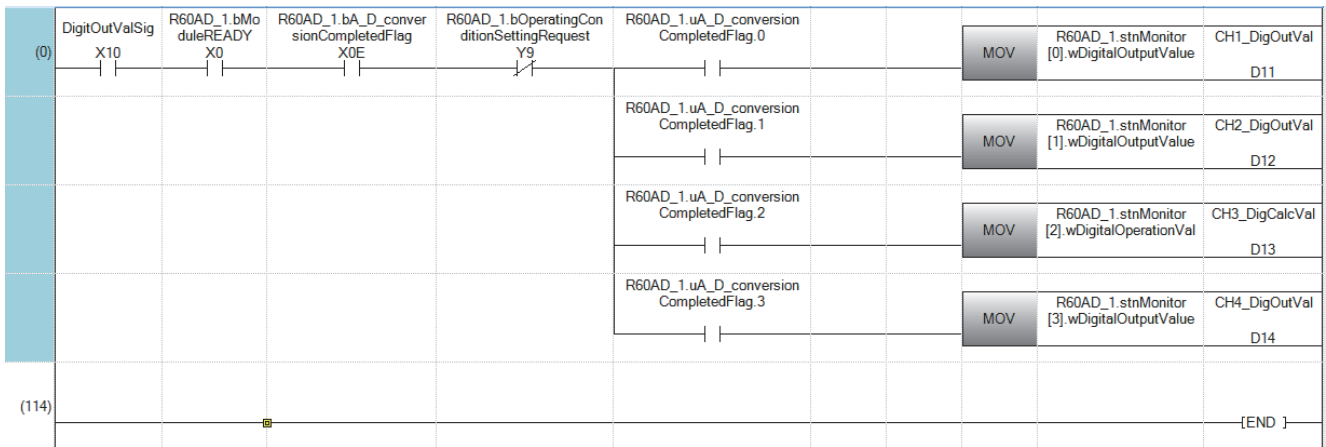 DigitOutValSig
X10
R60AD_1.bMo
duleREADY
X0
R60AD_1.bA_D_conver
sionCompletedFlag
X0E
R60AD_1.bOperatingCon
ditionSettingRequest
Y9
R60AD_1.uA_D_conversion
CompletedFlag.0
(0)
MOV
R60AD_1.stnMonitor
[0].wDigitalOutputValue
CH1_DigOutVal
D11
R60AD_1.uA_D_conversion
CompletedFlag.1
MOV
R60AD_1.stnMonitor
[1].wDigitalOutputValue
CH2_DigOutVal
D12
R60AD_1.uA_D_conversion
CompletedFlag.2
MOV
R60AD_1.stnMonitor
[2].wDigitalOperationVal
CH3_DigCalcVal
D13
R60AD_1.uA_D_conversion
CompletedFlag.3
MOV
R60AD_1.stnMonitor
[3].wDigitalOutputValue
CH4_DigOutVal
D14
(114)
[END ]